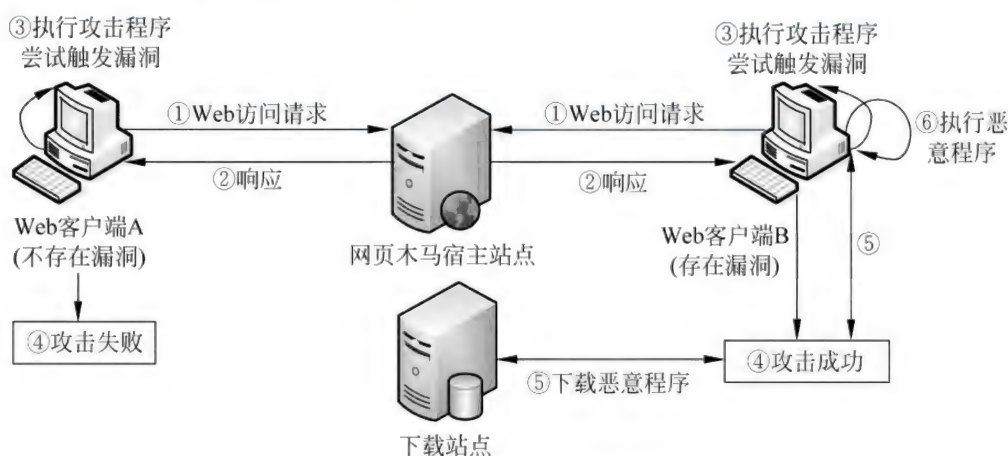 ③执行攻击程序
尝试触发漏洞
③执行攻击程序
尝试触发漏洞
①Web访问请求
①Web访问请求
⑥执行恶
意程序
②响应
②响应
Web客户端A
(不存在漏洞)
网页木马宿主站点
Web客户端B
(存在漏洞)
⑤
④攻击失败
④攻击成功
⑤下载恶意程序
下载站点